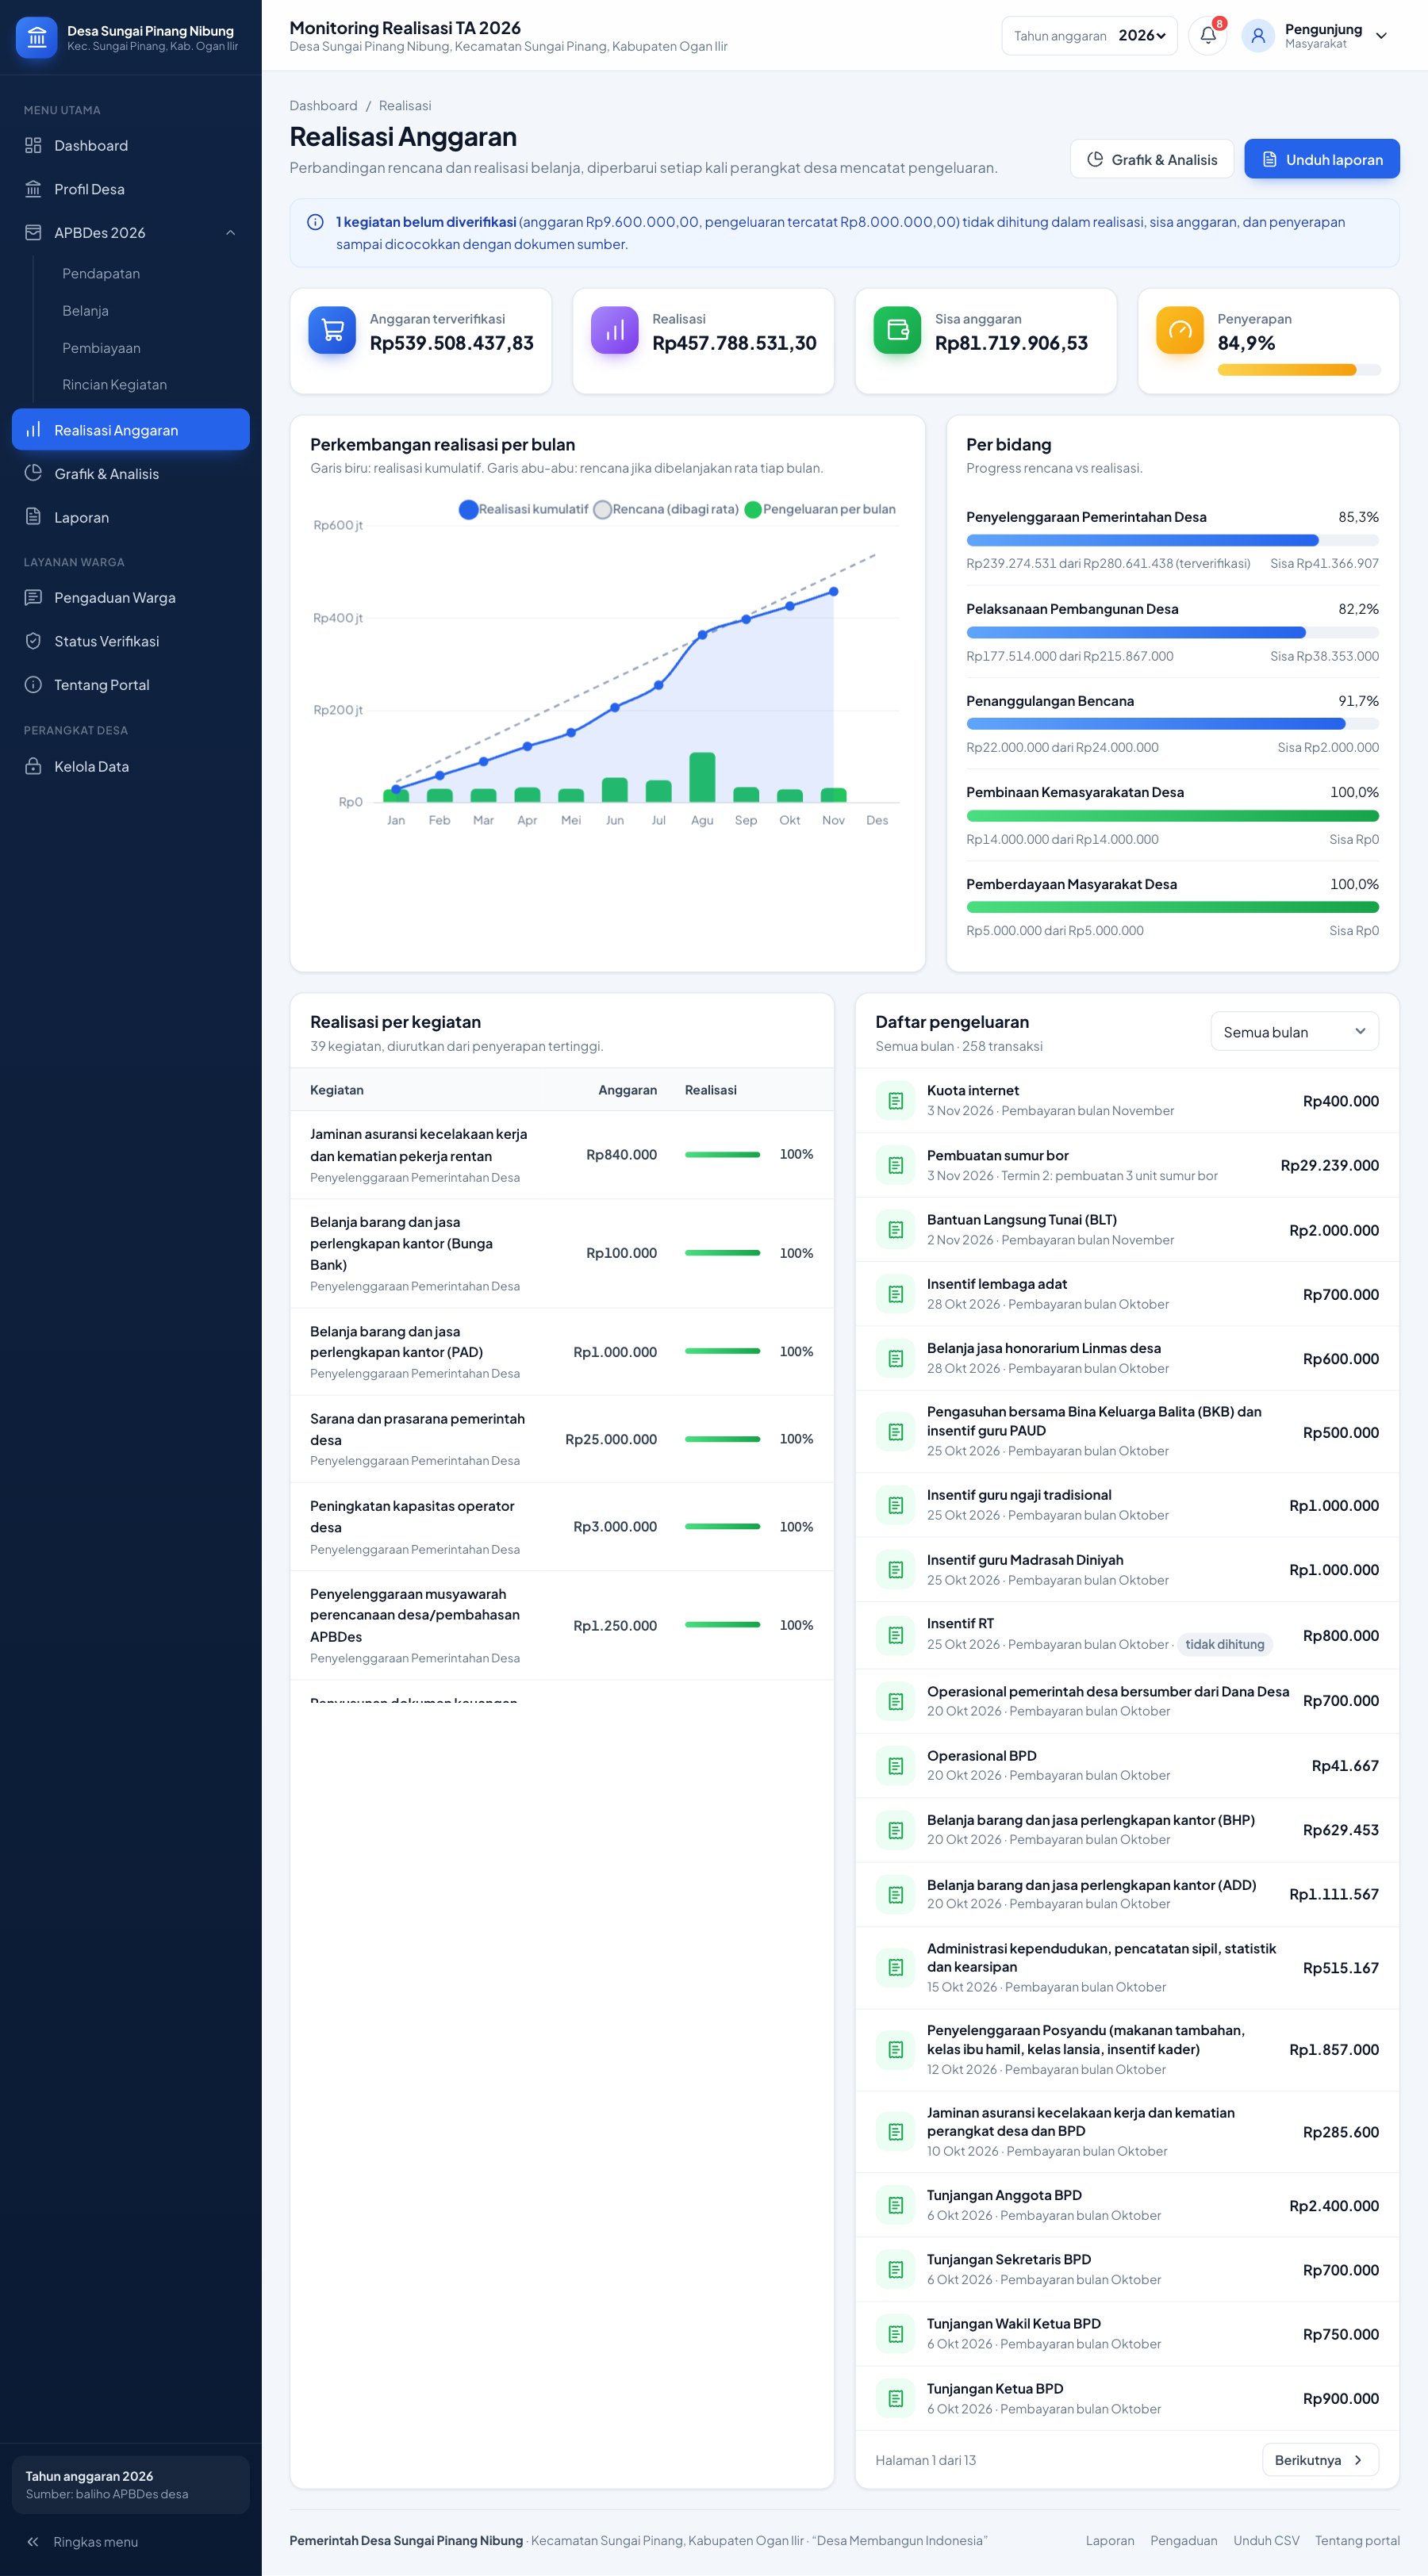 Desa Sungai Pinang Nibung
Kec. Sungai Pinang, Kab. Ogan Ilir
MENU UTAMA
Dashboard
Profil Desa
APBDes 2026
Pendapatan
Belanja
Pembiayaan
Rincian Kegiatan
Realisasi Anggaran
Grafik & Analisis
Laporan
LAYANAN WARGA
Pengaduan Warga
Status Verifikasi
Tentang Portal
PERANGKAT DESA
Kelola Data
Tahun anggaran 2026
Sumber: baliho APBDes desa
Ringkas menu
Monitoring Realisasi TA 2026
Desa Sungai Pinang Nibung, Kecamatan Sungai Pinang, Kabupaten Ogan Ilir
Tahun anggaran 2026
8
Pengunjung
Masyarakat
Dashboard / Realisasi
Realisasi Anggaran
Perbandingan rencana dan realisasi belanja, diperbarui setiap kali perangkat desa mencatat pengeluaran.
Grafik & Analisis
Unduh laporan
1 kegiatan belum diverifikasi (anggaran Rp9.600.000,00, pengeluaran tercatat Rp8.000.000,00) tidak dihitung dalam realisasi, sisa anggaran, dan penyerapan
sampai dicocokkan dengan dokumen sumber.
Anggaran terverifikasi
Rp539.508.437,83
Realisasi
Rp457.788.531,30
Sisa anggaran
Rp81.719.906,53
Penyerapan
84,9%
Perkembangan realisasi per bulan
Garis biru: realisasi kumulatif. Garis abu-abu: rencana jika dibelanjakan rata tiap bulan.
Realisasi kumulatif Rencana (dibagi rata) Pengeluaran per bulan
Rp600 jt
Rp400 jt
Rp200 jt
Rp0
Jan Feb Mar Apr Mei Jun Jul Agu Sep Okt Nov Des
Per bidang
Progress rencana vs realisasi.
Penyelenggaraan Pemerintahan Desa 85,3%
Rp239.274.531 dari Rp280.641.438 (terverifikasi) Sisa Rp41.366.907
Pelaksanaan Pembangunan Desa 82,2%
Rp177.514.000 dari Rp215.867.000 Sisa Rp38.353.000
Penanggulangan Bencana 91,7%
Rp22.000.000 dari Rp24.000.000 Sisa Rp2.000.000
Pembinaan Kemasyarakatan Desa 100,0%
Rp14.000.000 dari Rp14.000.000 Sisa Rp0
Pemberdayaan Masyarakat Desa 100,0%
Rp5.000.000 dari Rp5.000.000 Sisa Rp0
Realisasi per kegiatan
39 kegiatan, diurutkan dari penyerapan tertinggi.
Kegiatan Anggaran Realisasi
Jaminan asuransi kecelakaan kerja
dan kematian pekerja rentan
Penyelenggaraan Pemerintahan Desa
Rp840.000 100%
Belanja barang dan jasa
perlengkapan kantor (Bunga
Bank)
Penyelenggaraan Pemerintahan Desa
Rp100.000 100%
Belanja barang dan jasa
perlengkapan kantor (PAD)
Penyelenggaraan Pemerintahan Desa
Rp1.000.000 100%
Sarana dan prasarana pemerintah
desa
Penyelenggaraan Pemerintahan Desa
Rp25.000.000 100%
Peningkatan kapasitas operator
desa
Penyelenggaraan Pemerintahan Desa
Rp3.000.000 100%
Penyelenggaraan musyawarah
perencanaan desa/pembahasan
APBDes
Penyelenggaraan Pemerintahan Desa
Rp1.250.000 100%
Daftar pengeluaran
Semua bulan · 258 transaksi
Semua bulan
Kuota internet
3 Nov 2026 · Pembayaran bulan November
Rp400.000
Pembuatan sumur bor
3 Nov 2026 · Termin 2: pembuatan 3 unit sumur bor
Rp29.239.000
Bantuan Langsung Tunai (BLT)
2 Nov 2026 · Pembayaran bulan November
Rp2.000.000
Insentif lembaga adat
28 Okt 2026 · Pembayaran bulan Oktober
Rp700.000
Belanja jasa honorarium Linmas desa
28 Okt 2026 · Pembayaran bulan Oktober
Rp600.000
Pengasuhan bersama Bina Keluarga Balita (BKB) dan
insentif guru PAUD
25 Okt 2026 · Pembayaran bulan Oktober
Rp500.000
Insentif guru ngaji tradisional
25 Okt 2026 · Pembayaran bulan Oktober
Rp1.000.000
Insentif guru Madrasah Diniyah
25 Okt 2026 · Pembayaran bulan Oktober
Rp1.000.000
Insentif RT
25 Okt 2026 · Pembayaran bulan Oktober · tidak dihitung
Rp800.000
Operasional pemerintah desa bersumber dari Dana Desa
20 Okt 2026 · Pembayaran bulan Oktober
Rp700.000
Operasional BPD
20 Okt 2026 · Pembayaran bulan Oktober
Rp41.667
Belanja barang dan jasa perlengkapan kantor (BHP)
20 Okt 2026 · Pembayaran bulan Oktober
Rp629.453
Belanja barang dan jasa perlengkapan kantor (ADD)
20 Okt 2026 · Pembayaran bulan Oktober
Rp1.111.567
Administrasi kependudukan, pencatatan sipil, statistik
dan kearsipan
15 Okt 2026 · Pembayaran bulan Oktober
Rp515.167
Penyelenggaraan Posyandu (makanan tambahan,
kelas ibu hamil, kelas lansia, insentif kader)
12 Okt 2026 · Pembayaran bulan Oktober
Rp1.857.000
Jaminan asuransi kecelakaan kerja dan kematian
perangkat desa dan BPD
10 Okt 2026 · Pembayaran bulan Oktober
Rp285.600
Tunjangan Anggota BPD
6 Okt 2026 · Pembayaran bulan Oktober
Rp2.400.000
Tunjangan Sekretaris BPD
6 Okt 2026 · Pembayaran bulan Oktober
Rp700.000
Tunjangan Wakil Ketua BPD
6 Okt 2026 · Pembayaran bulan Oktober
Rp750.000
Tunjangan Ketua BPD
6 Okt 2026 · Pembayaran bulan Oktober
Rp900.000
Halaman 1 dari 13
Berikutnya
Pemerintah Desa Sungai Pinang Nibung · Kecamatan Sungai Pinang, Kabupaten Ogan Ilir · “Desa Membangun Indonesia”
Laporan Pengaduan Unduh CSV Tentang portal